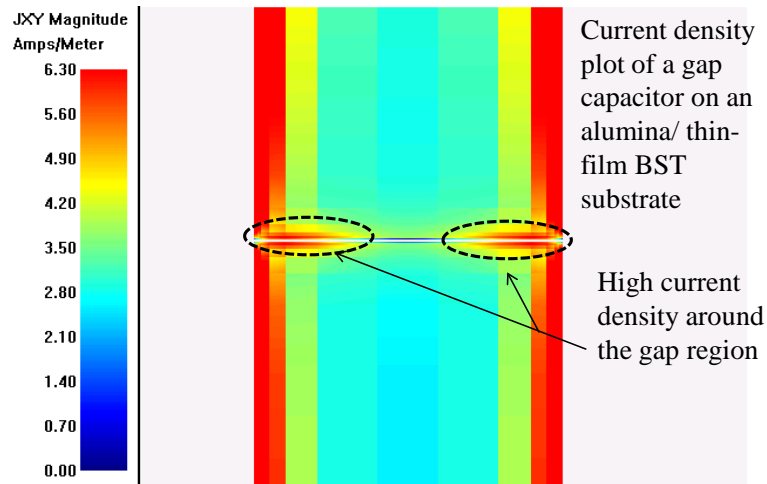 JXY Magnitude
Amps/Meter
6.30
5.60
4.90
4.20
3.50
2.80
2.10
1.40
0.70
0.00
Current density
plot of a gap
capacitor on an
alumina/ thin-
film BST
substrate
High current
density around
the gap region